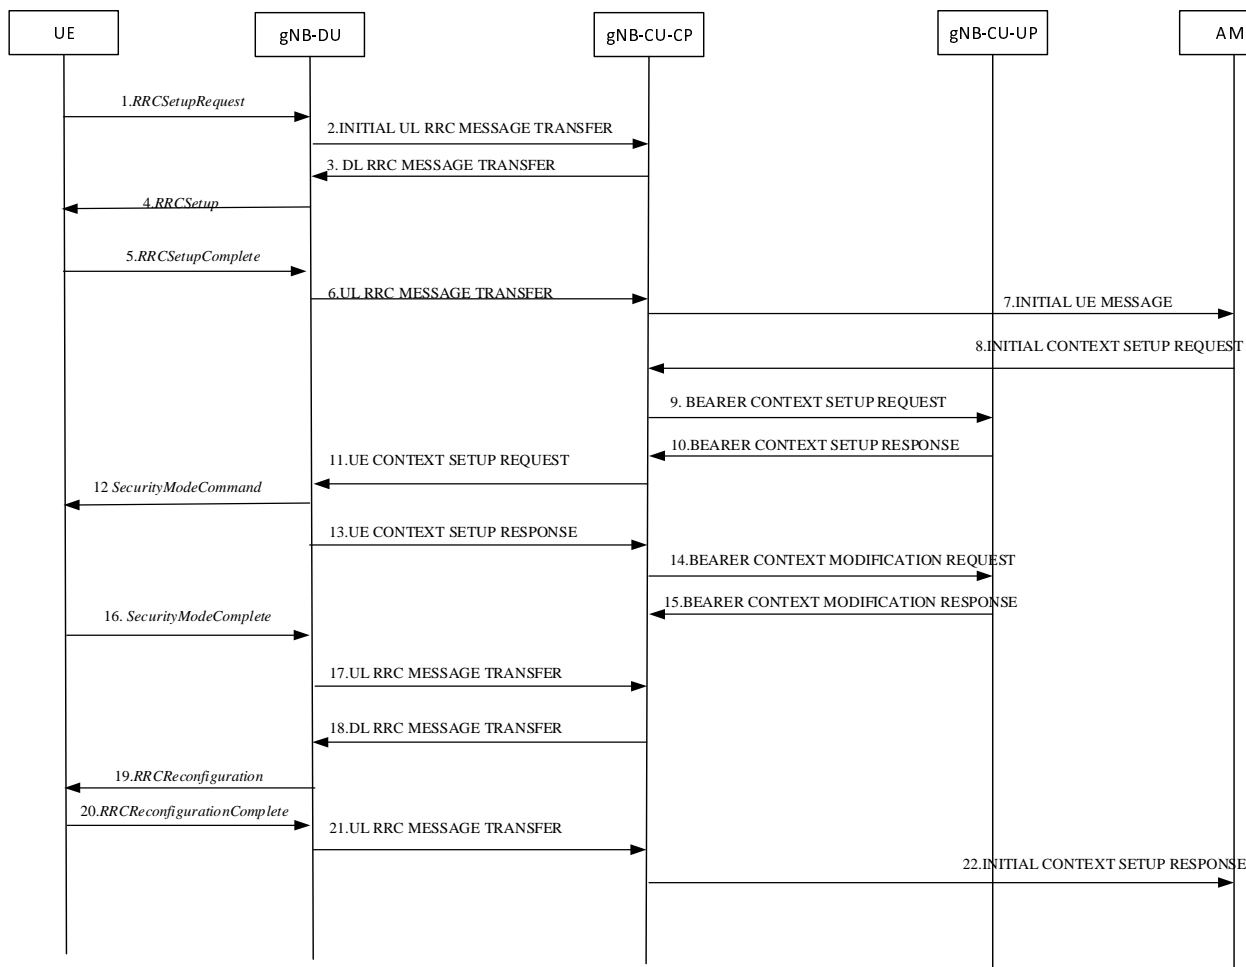 UE
gNB-DU
gNB-CU-CP
gNB-CU-UP
AM
1.RRCSetupRequest
2.INITIAL UL RRC MESSAGE TRANSFER
3. DL RRC MESSAGE TRANSFER
4.RRCSetup
5.RRCSetupComplete
6.UL RRC MESSAGE TRANSFER
7.INITIAL UE MESSAGE
8.INITIAL CONTEXT SETUP REQUEST
9. BEARER CONTEXT SETUP REQUEST
10.BEARER CONTEXT SETUP RESPONSE
11.UE CONTEXT SETUP REQUEST
12 SecurityModeCommand
13.UE CONTEXT SETUP RESPONSE
14.BEARER CONTEXT MODIFICATION REQUEST
15.BEARER CONTEXT MODIFICATION RESPONSE
16. SecurityModeComplete
17.UL RRC MESSAGE TRANSFER
18.DL RRC MESSAGE TRANSFER
19.RRCReconfiguration
20.RRCReconfigurationComplete
21.UL RRC MESSAGE TRANSFER
22.INITIAL CONTEXT SETUP RESPONSE